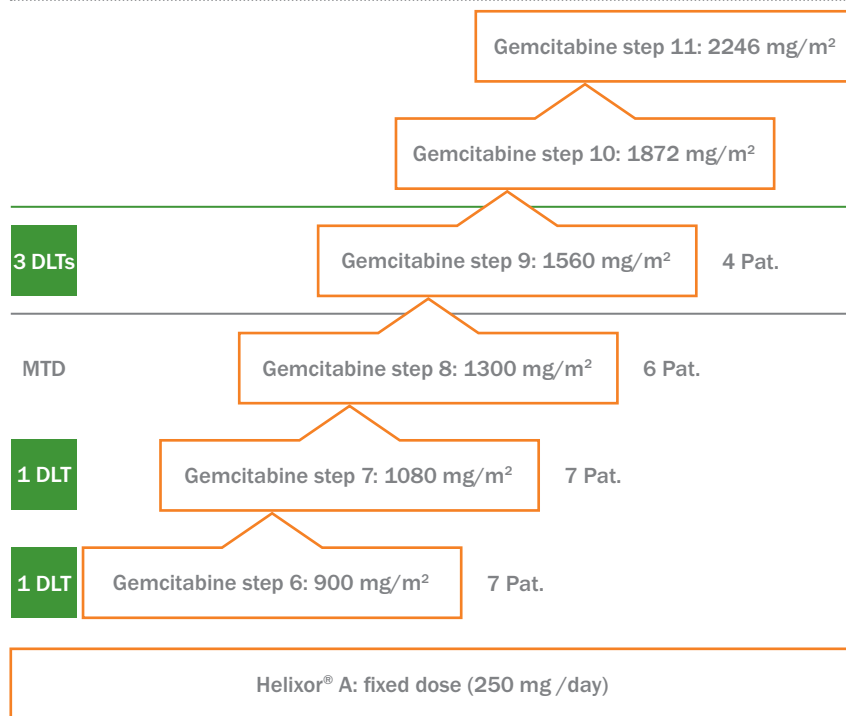 Gemcitabine step 11: 2246 mg/m²
Gemcitabine step 10: 1872 mg/m²
3 DLTs Gemcitabine step 9: 1560 mg/m² 4 Pat.
MTD Gemcitabine step 8: 1300 mg/m² 6 Pat.
1 DLT Gemcitabine step 7: 1080 mg/m² 7 Pat.
1 DLT Gemcitabine step 6: 900 mg/m² 7 Pat.
Helixor® A: fixed dose (250 mg /day)